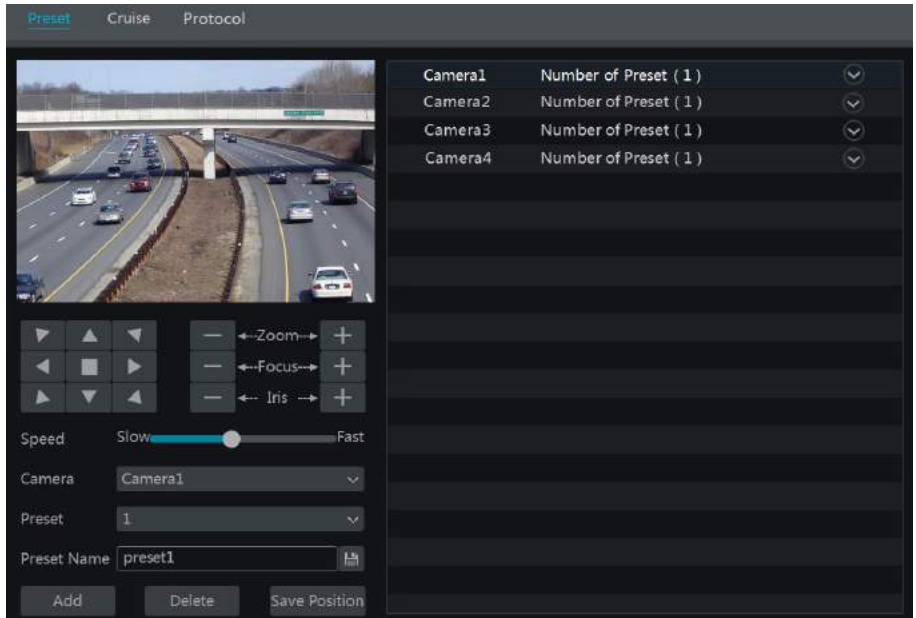 Preset Cruise Protocol
Camera1 Number of Preset ( 1 )
Camera2 Number of Preset ( 1 )
Camera3 Number of Preset ( 1 )
Camera4 Number of Preset ( 1 )
Zoom
Focus
Iris
Speed Slow Fast
Camera Camera1
Preset 1
Preset Name preset1
Add Delete Save Position